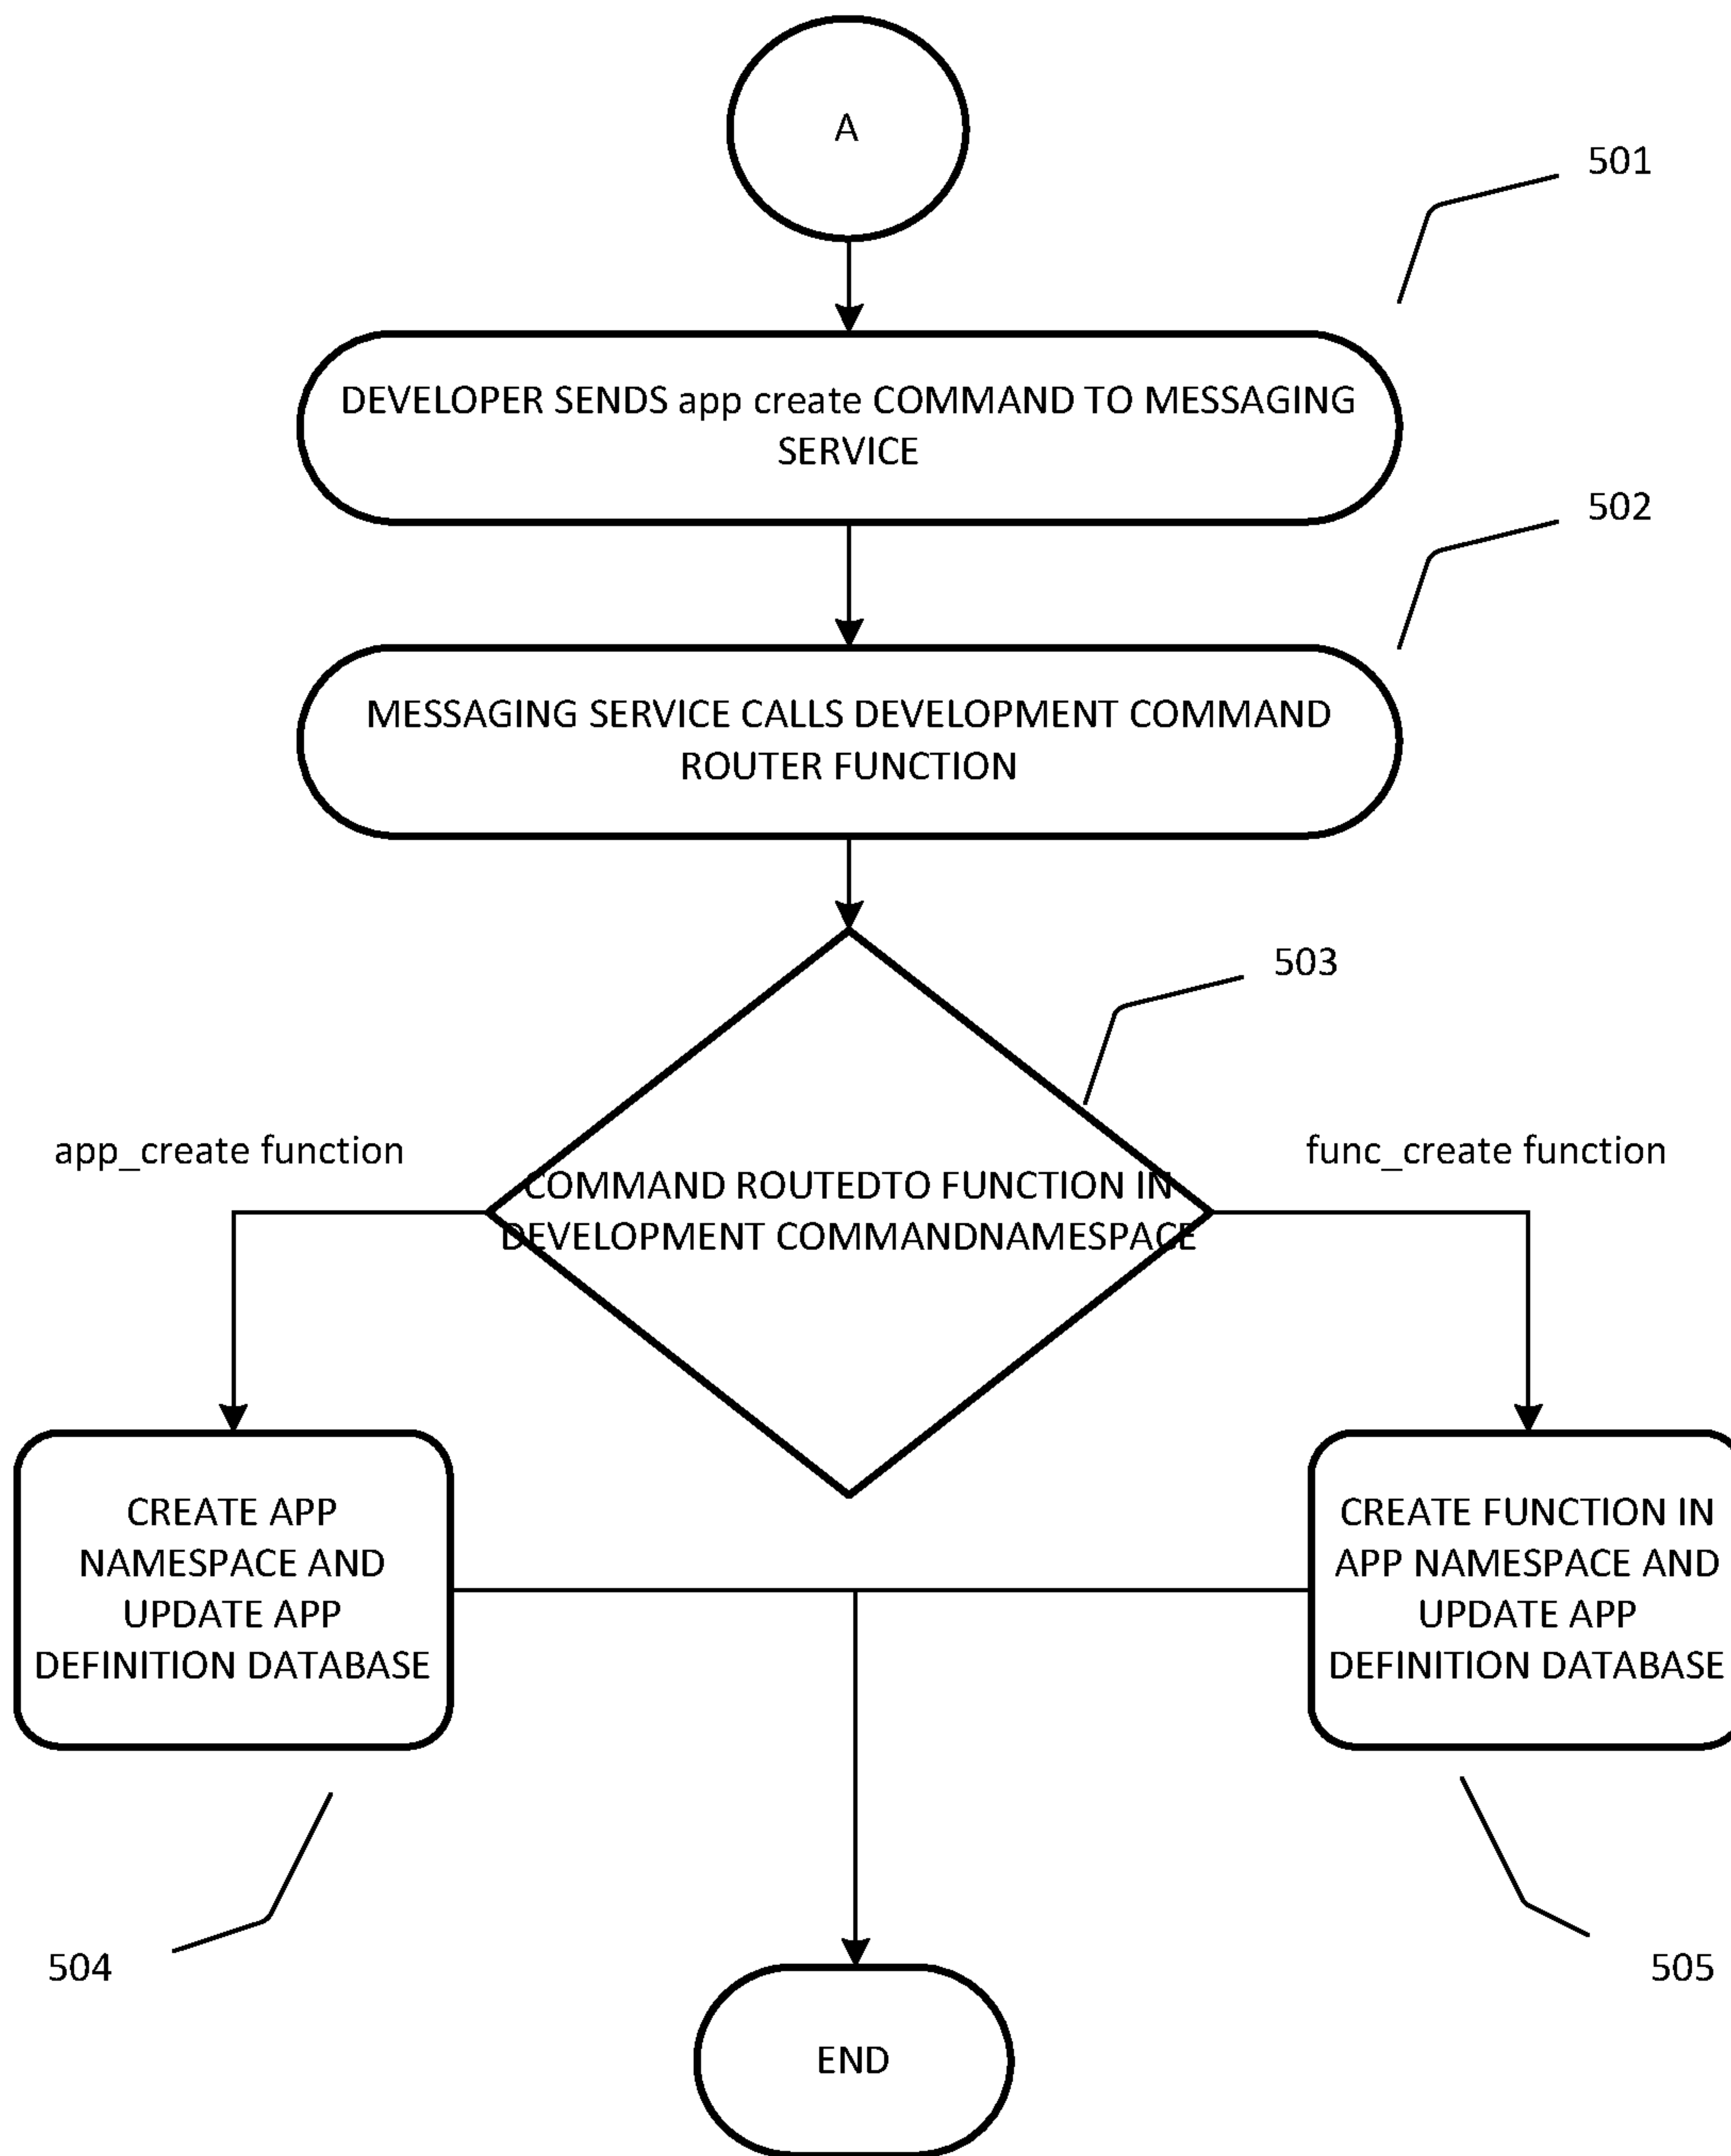 A
501
DEVELOPER SENDS app create COMMAND TO MESSAGING
SERVICE
502
MESSAGING SERVICE CALLS DEVELOPMENT COMMAND
ROUTER FUNCTION
503
app_create function
func_create function
COMMAND ROUTEDTO FUNCTION IN
DEVELOPMENT COMMANDNAMESPACE
CREATE APP
NAMESPACE AND
UPDATE APP
DEFINITION DATABASE
CREATE FUNCTION IN
APP NAMESPACE AND
UPDATE APP
DEFINITION DATABASE
504
505
END